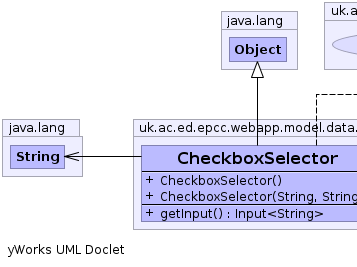 java.lang
uk.a
Object
java.lang
uk.ac.ed.epcc.webapp.model.data.
String
CheckboxSelector
+ CheckboxSelector()
+ CheckboxSelector(String, String
+ getInput() : Input<String>
yWorks UML Doclet